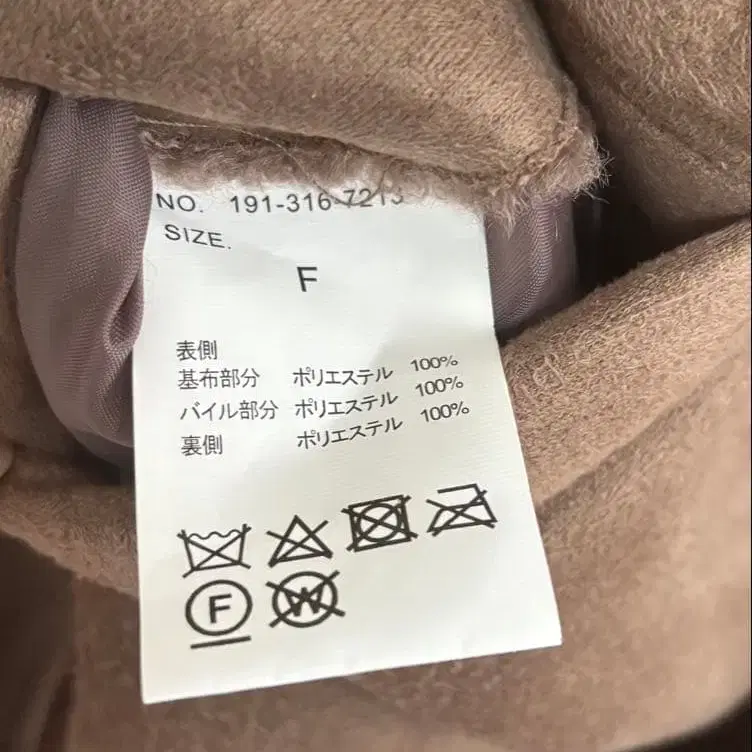 NO. 191-316-7213
SIZE.
F
表側
基布部分 ポリエステル 100%
パイル部分 ポリエステル 100%
裏側 ポリエステル 100%
F W